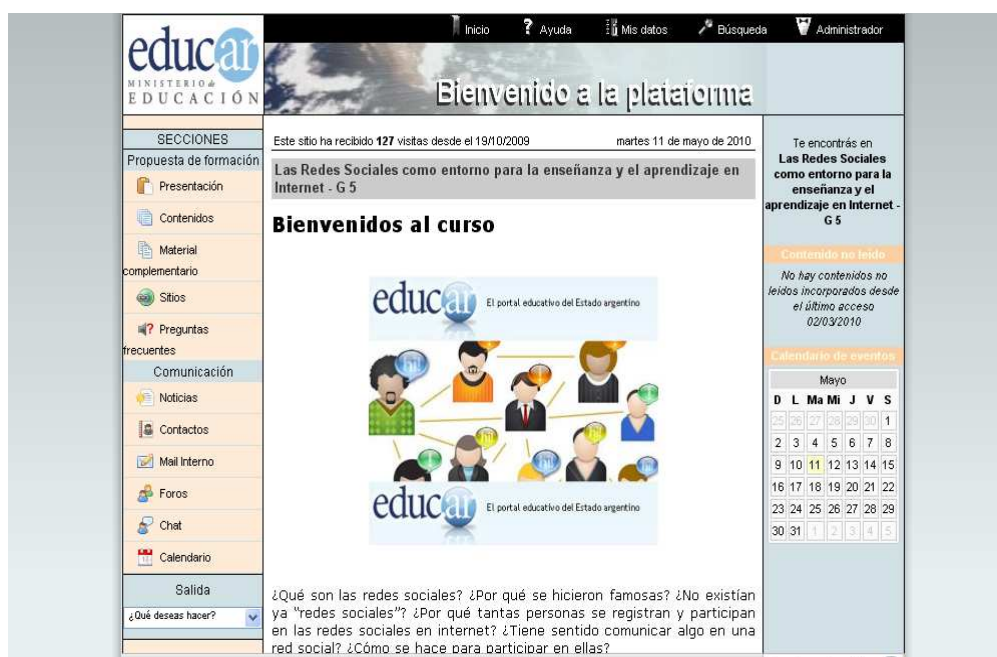 educar
MINISTERIO de
EDUCACIÓN
Inicio
? Ayuda
Mis datos
Búsqueda
Administrador
Bienvenido a la plataforma
SECCIONES
Propuesta de formación
Presentación
Contenidos
Material
complementario
Sitios
Preguntas
frecuentes
Comunicación
Noticias
Contactos
Mail Interno
Foros
Chat
Calendario
Salida
¿Qué deseas hacer?
Este sitio ha recibido 127 visitas desde el 19/10/2009
martes 11 de mayo de 2010
Las Redes Sociales como entorno para la enseñanza y el aprendizaje en
Internet - G 5
Bienvenidos al curso
educar El portal educativo del Estado argentino
educar El portal educativo del Estado argentino
¿Qué son las redes sociales? ¿Por qué se hicieron famosas? ¿No existían
ya "redes sociales"? ¿Por qué tantas personas se registran y participan
en las redes sociales en internet? ¿Tiene sentido comunicar algo en una
red social? ¿Cómo se hace para participar en ellas?
Te encontrás en
Las Redes Sociales
como entorno para la
enseñanza y el
aprendizaje en Internet -
G 5
Contenido no leído
No hay contenidos no
leídos incorporados desde
el último acceso
02/03/2010
Calendario de eventos
Mayo
D L Ma Mi J V S
25 26 27 28 29 30 1
2 3 4 5 6 7 8
9 10 11 12 13 14 15
16 17 18 19 20 21 22
23 24 25 26 27 28 29
30 31 1 2 3 4 5